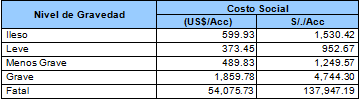 Nivel de Gravedad Costo Social
(US$/Acc) S/./Acc
Ileso 599.93 1,530.42
Leve 373.45 952.67
Menos Grave 489.83 1,249.57
Grave 1,859.78 4,744.30
Fatal 54,075.73 137,947.19